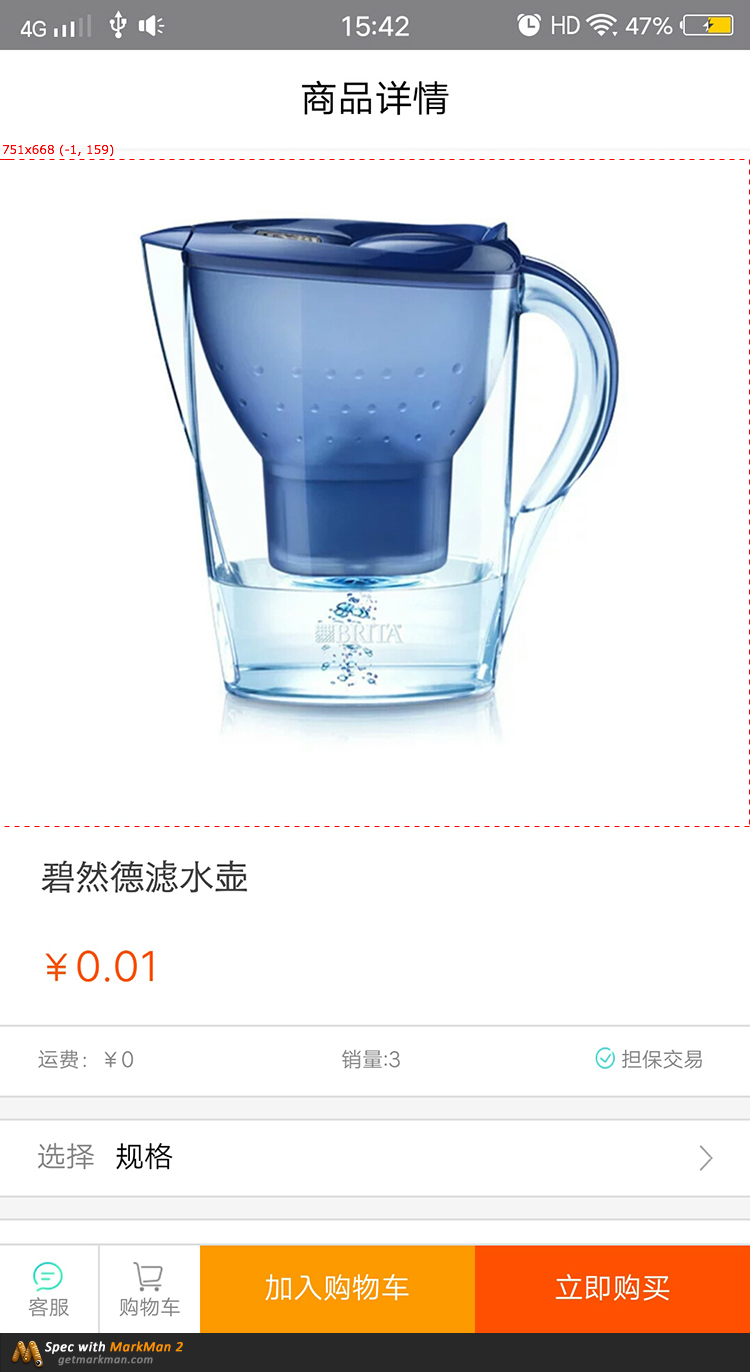 4G 15:42 HD 47%
商品详情
751x668 (-1, 159)
BRITA
碧然德滤水壶
￥0.01
运费：￥0 销量:3 担保交易
选择 规格
客服 购物车 加入购物车 立即购买
Spec with MarkMan 2
getmarkman.com